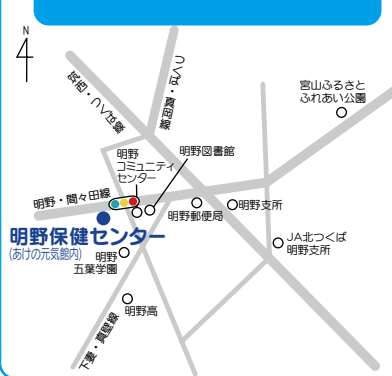 N
筑西・つくば線
つくば・真岡線
宮山ふるさと
ふれあい公園
明野
コミュニティ
センター
明野図書館
明野・間々田線
明野郵便局
明野支所
明野保健センター
(あけの元気館内)
明野
五葉学園
JA北つくば
明野支所
明野高
下妻・真壁線